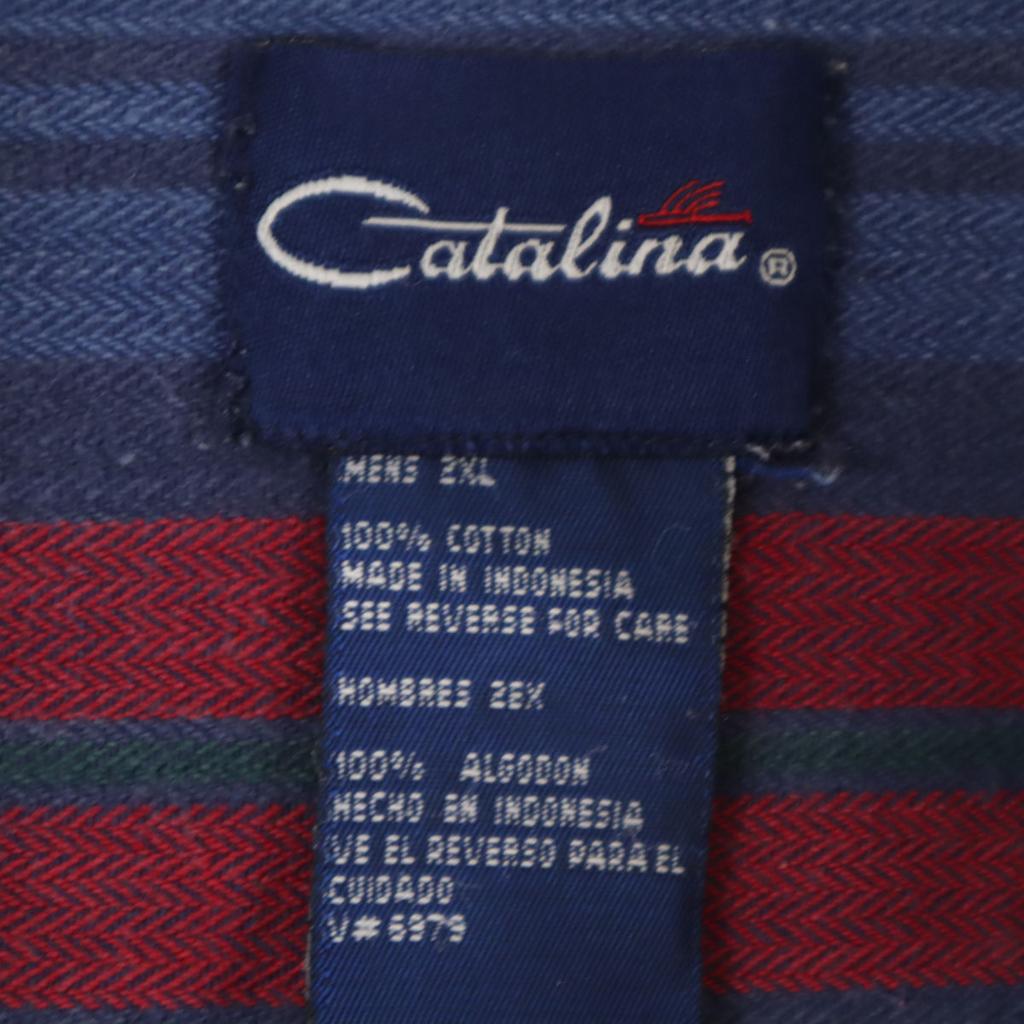 Catalina ®
MENS 2XL
100% COTTON
MADE IN INDONESIA
SEE REVERSE FOR CARE
HOMBRES 2EX
100% ALGODON
HECHO EN INDONESIA
VE EL REVERSO PARA EL
CUIDADO
V#6979